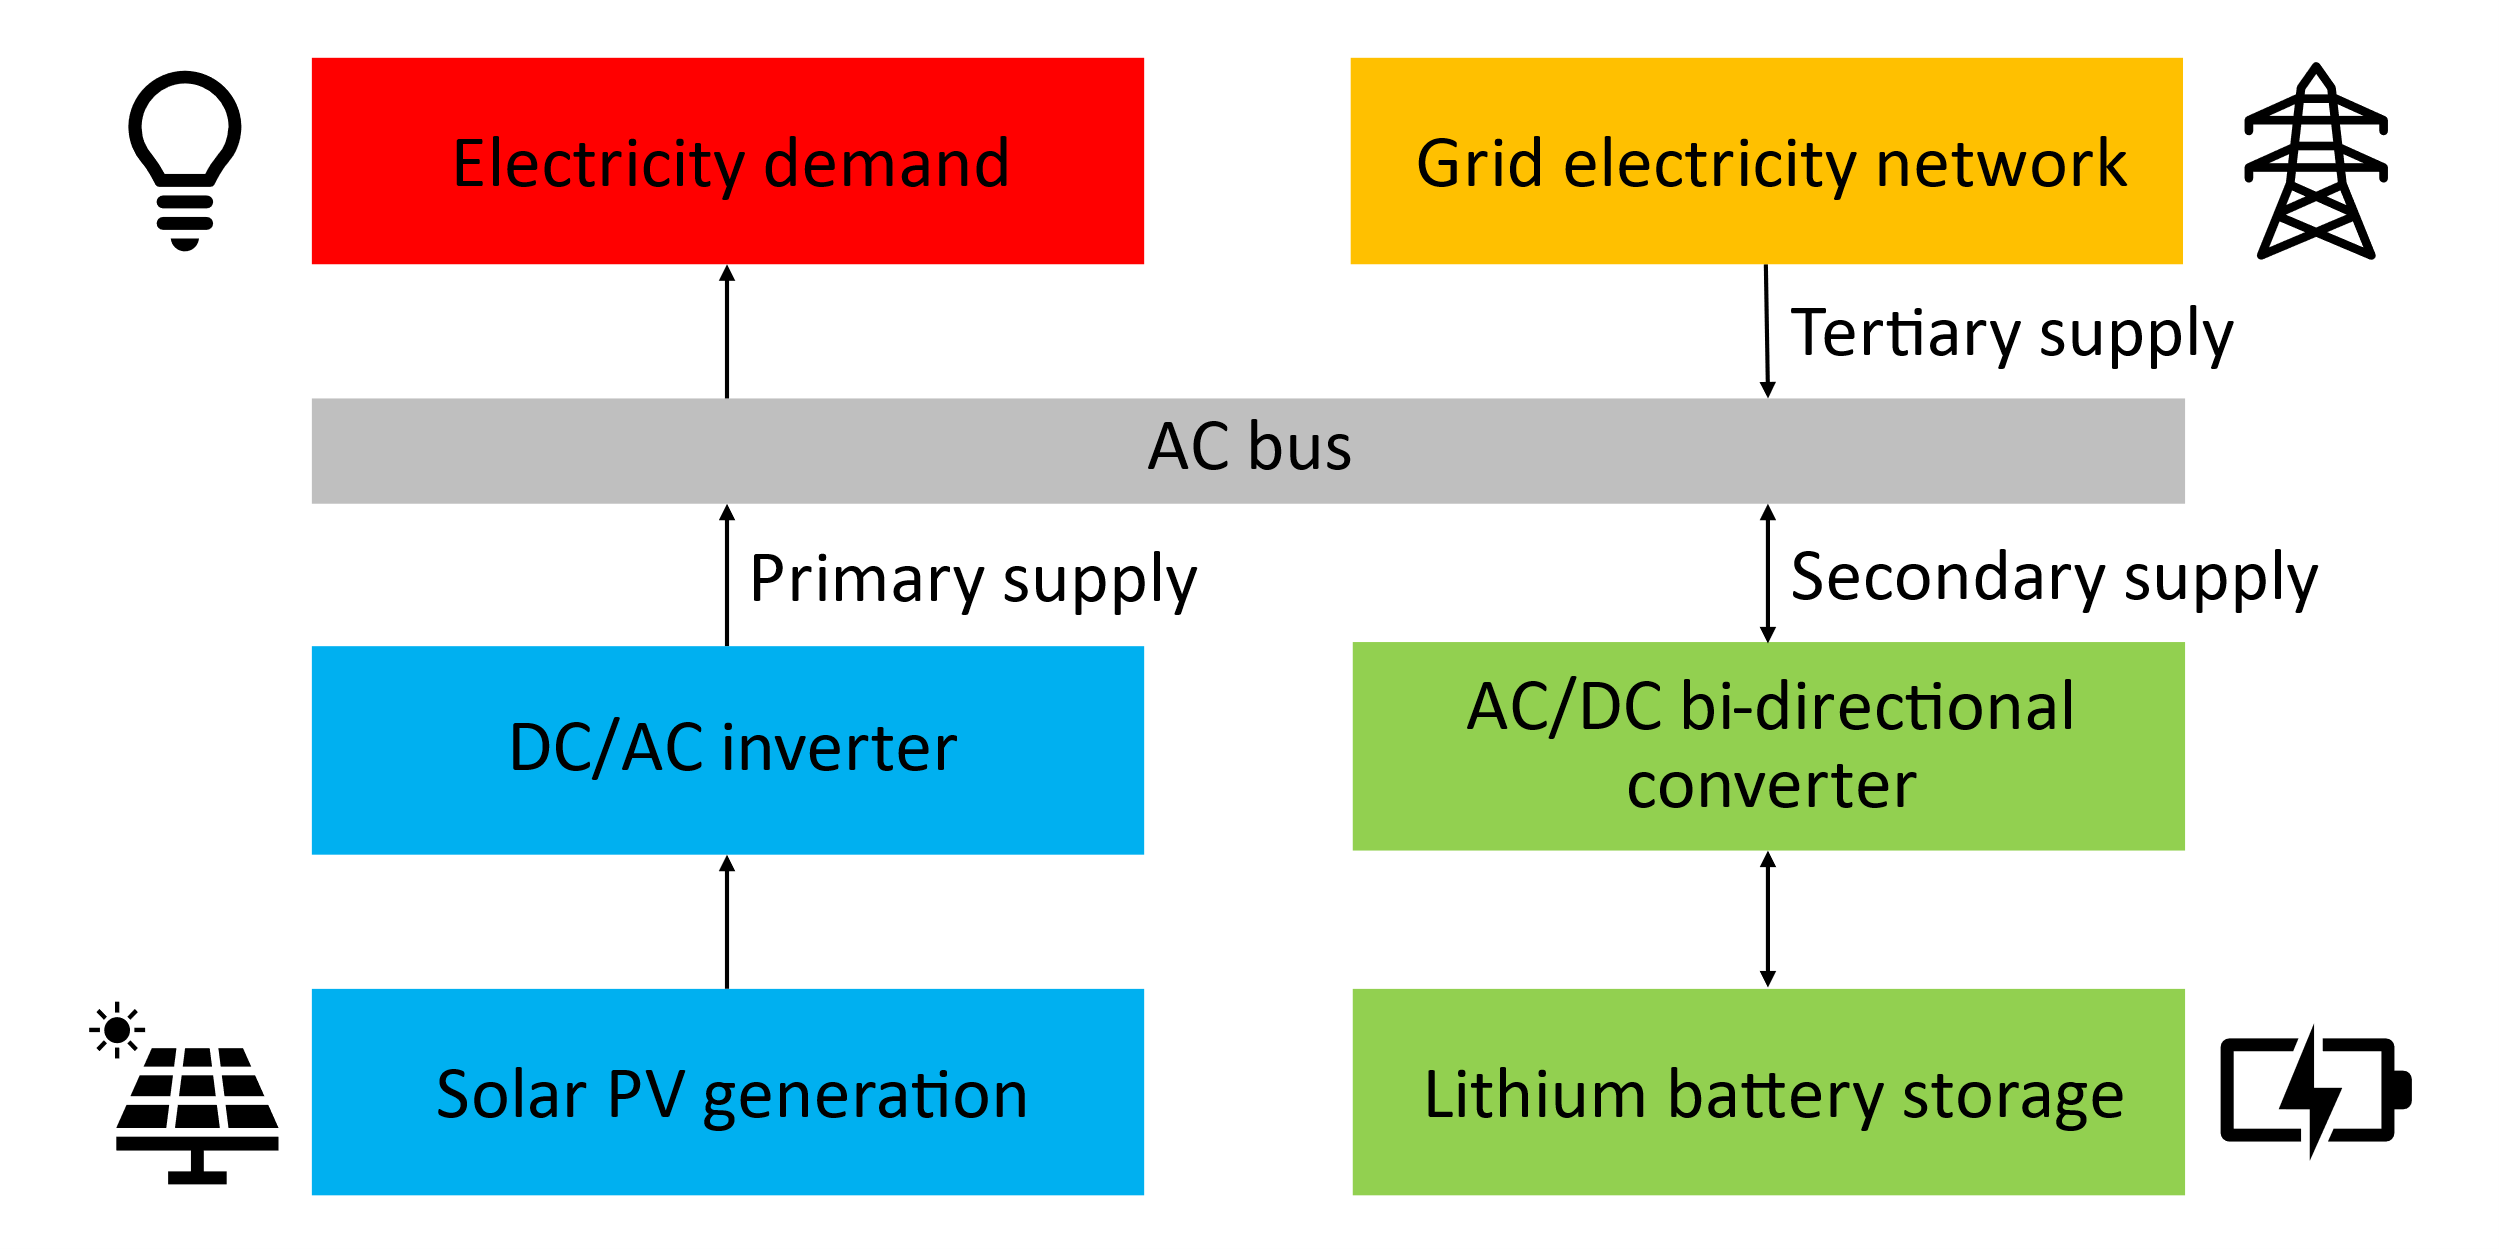 Electricity demand
Grid electricity network
Tertiary supply
AC bus
Primary supply
Secondary supply
DC/AC inverter
AC/DC bi-directional
converter
Solar PV generation
Lithium battery storage